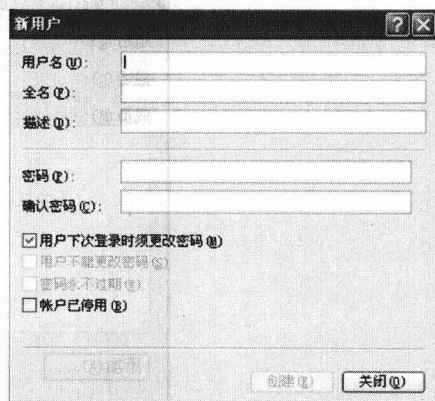 新用户
用户名(U):
全名(F):
描述(D):
密码(P):
确认密码(C):
用户下次登录时须更改密码(M)
用户不能更改密码(S)
密码永不过期(W)
帐户已停用(B)
添加(A)...
创建(E) 关闭(O)